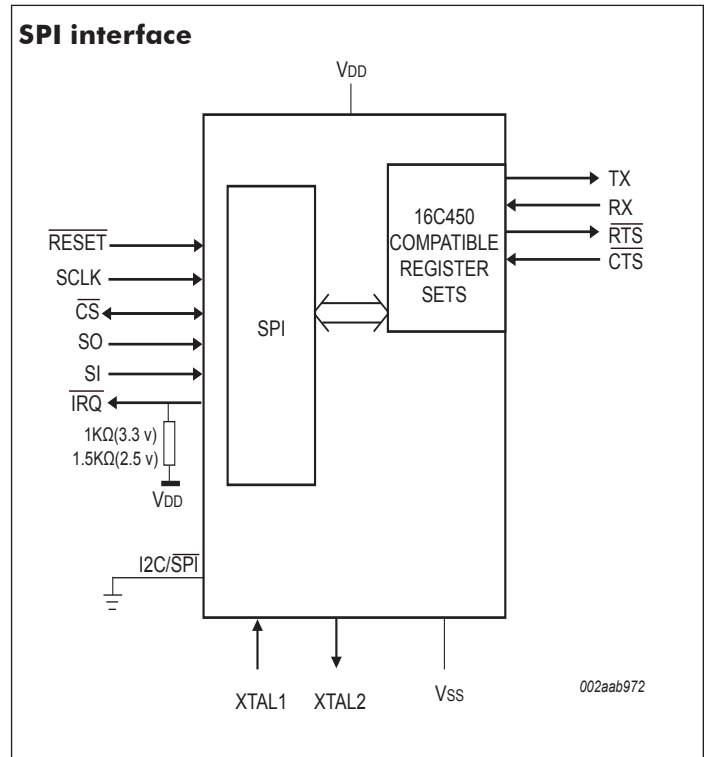 SPI interface
VDD
TX
RX
RTS
CTS
16C450
COMPATIBLE
REGISTER
SETS
RESET
SCLK
CS
SO
SI
IRQ
SPI
1KΩ(3.3 v)
1.5KΩ(2.5 v)
VDD
I2C/SPI
XTAL1
XTAL2
VSS
002aab972